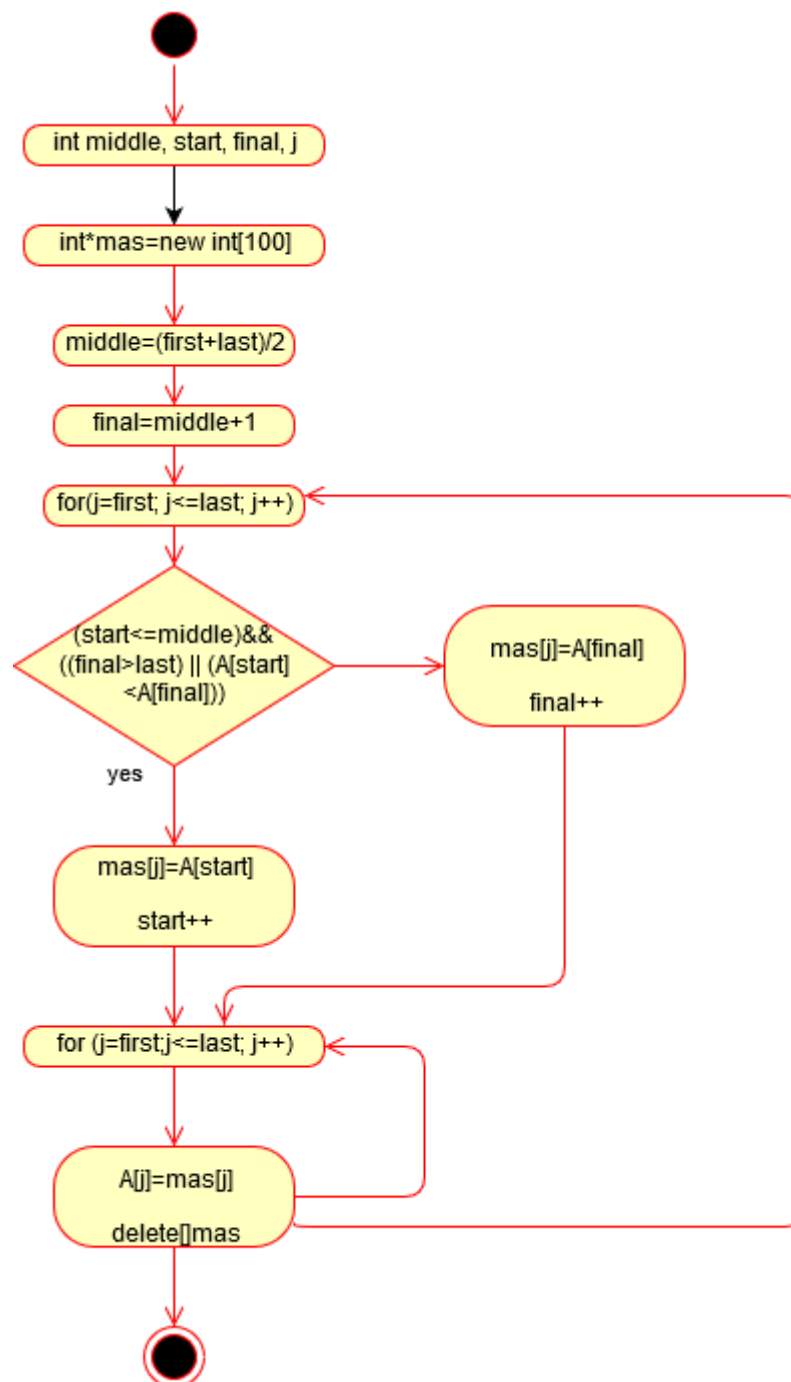 int middle, start, final, j
int*mas=new int[100]
middle=(first+last)/2
final=middle+1
for(j=first; j<=last; j++)
(start<=middle)&&
((final>last) || (A[start]
<A[final]))
mas[j]=A[final]
final++
yes
mas[j]=A[start]
start++
for (j=first;j<=last; j++)
A[j]=mas[j]
delete[]mas